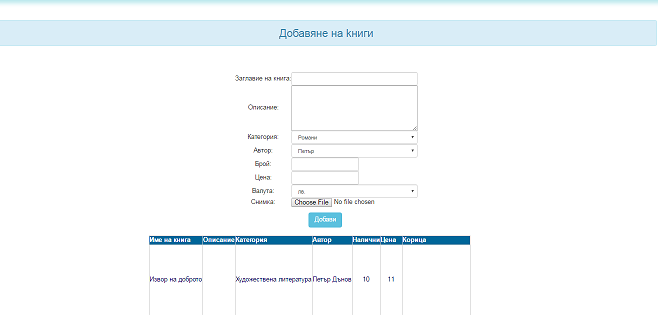 Добавяне на книги
Заглавие на книга:
Описание:
Категория: Романи
Автор: Петър
Брой:
Цена:
Валута: лв.
Снимка: Choose File No file chosen
Добави
Име на книга Описание Категория Автор Налични Цена Корица
Извор на доброто Художествена литература Петър Дънов 10 11